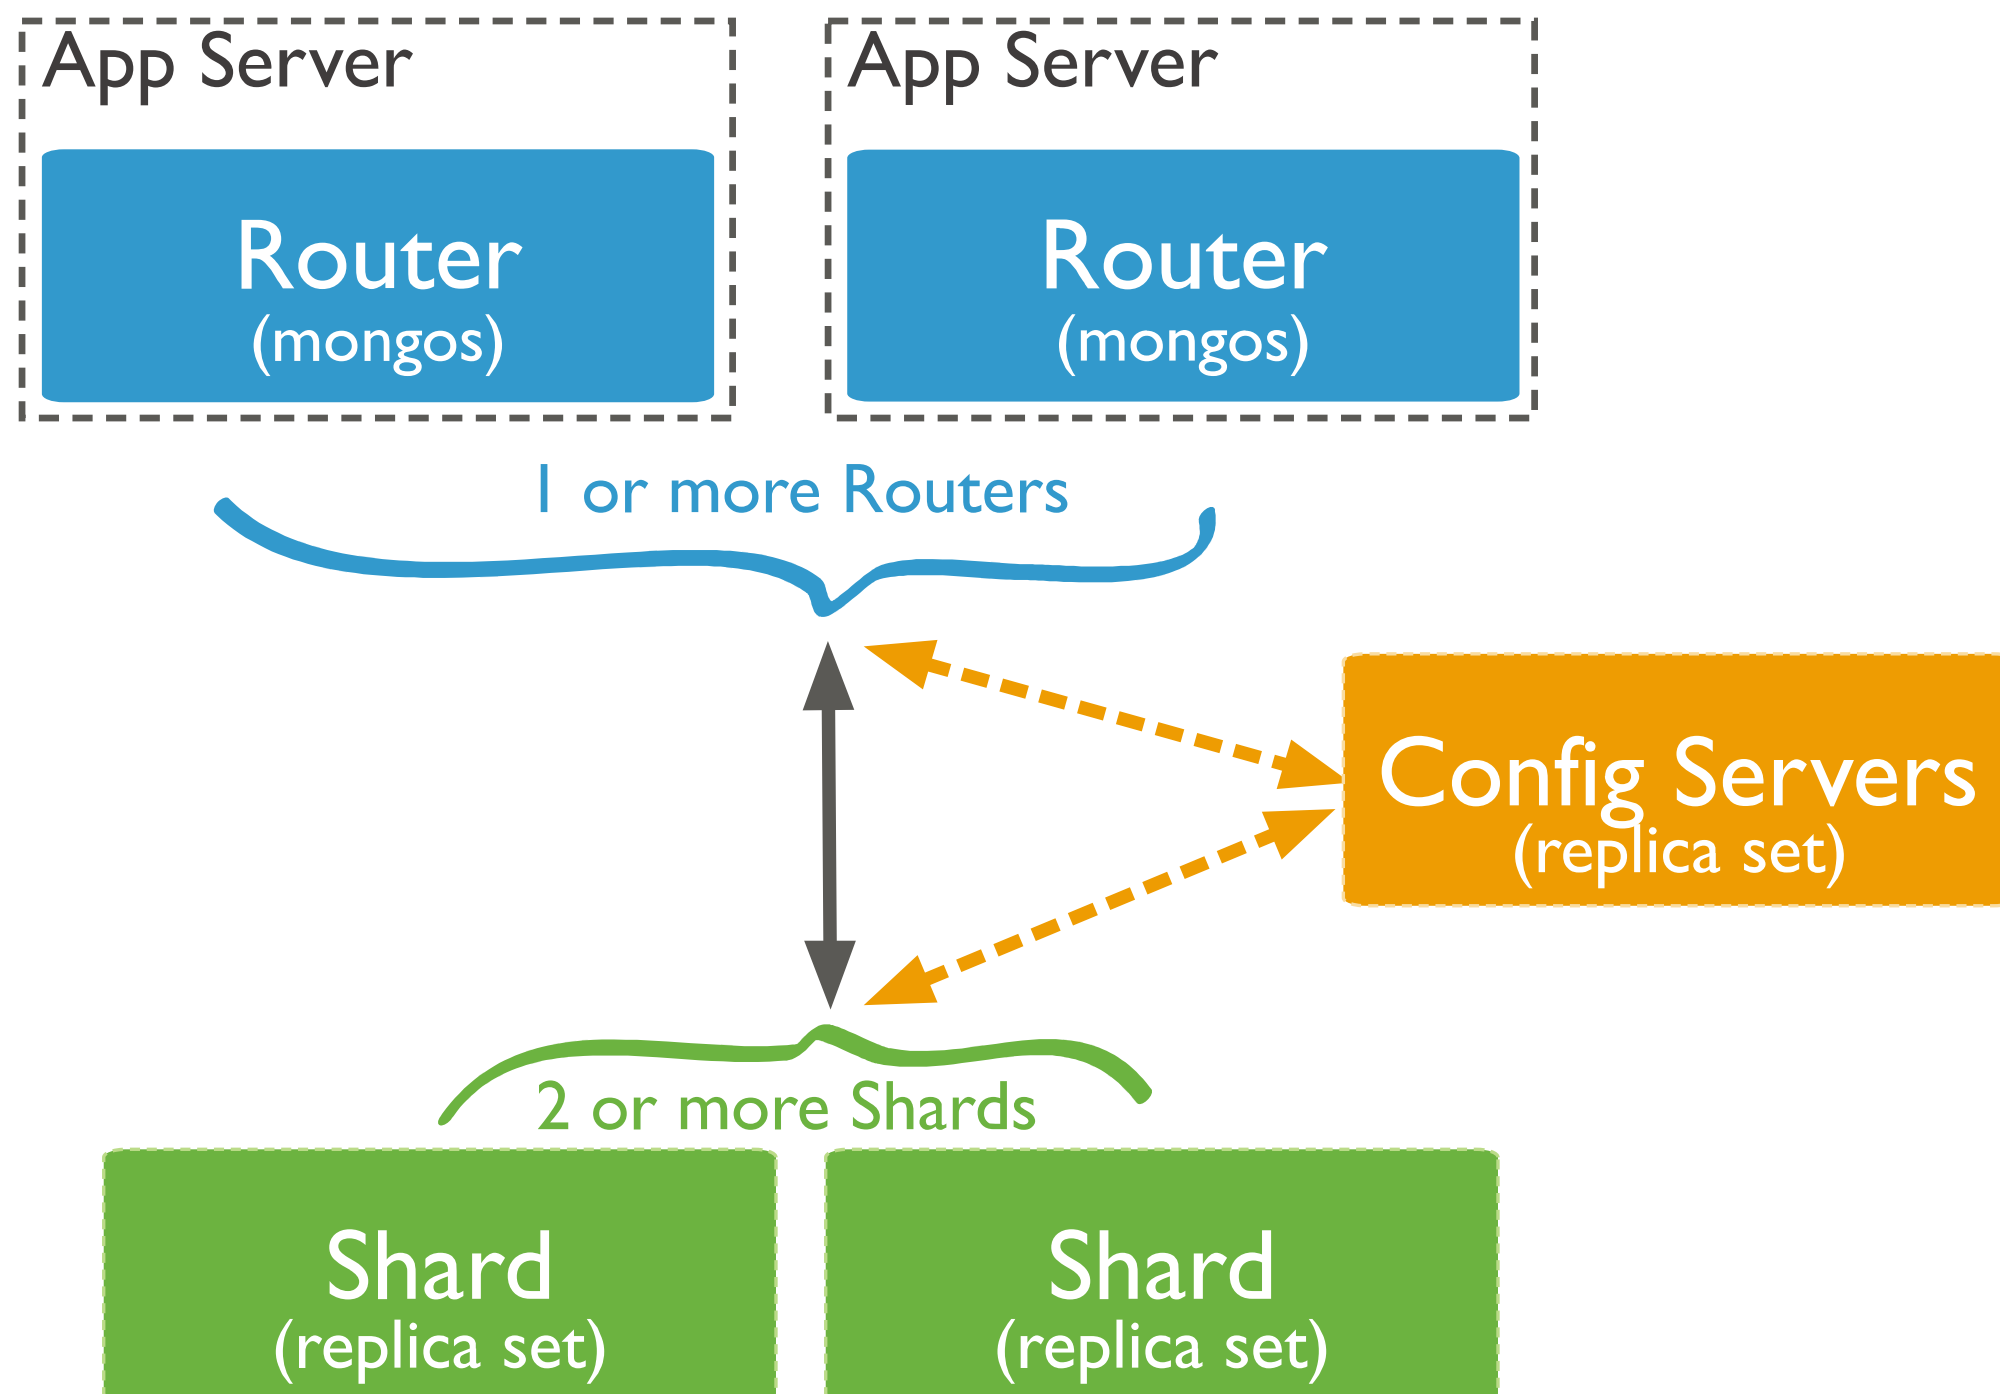 App Server
Router
(mongos)
App Server
Router
(mongos)
1 or more Routers
Config Servers
(replica set)
2 or more Shards
Shard
(replica set)
Shard
(replica set)